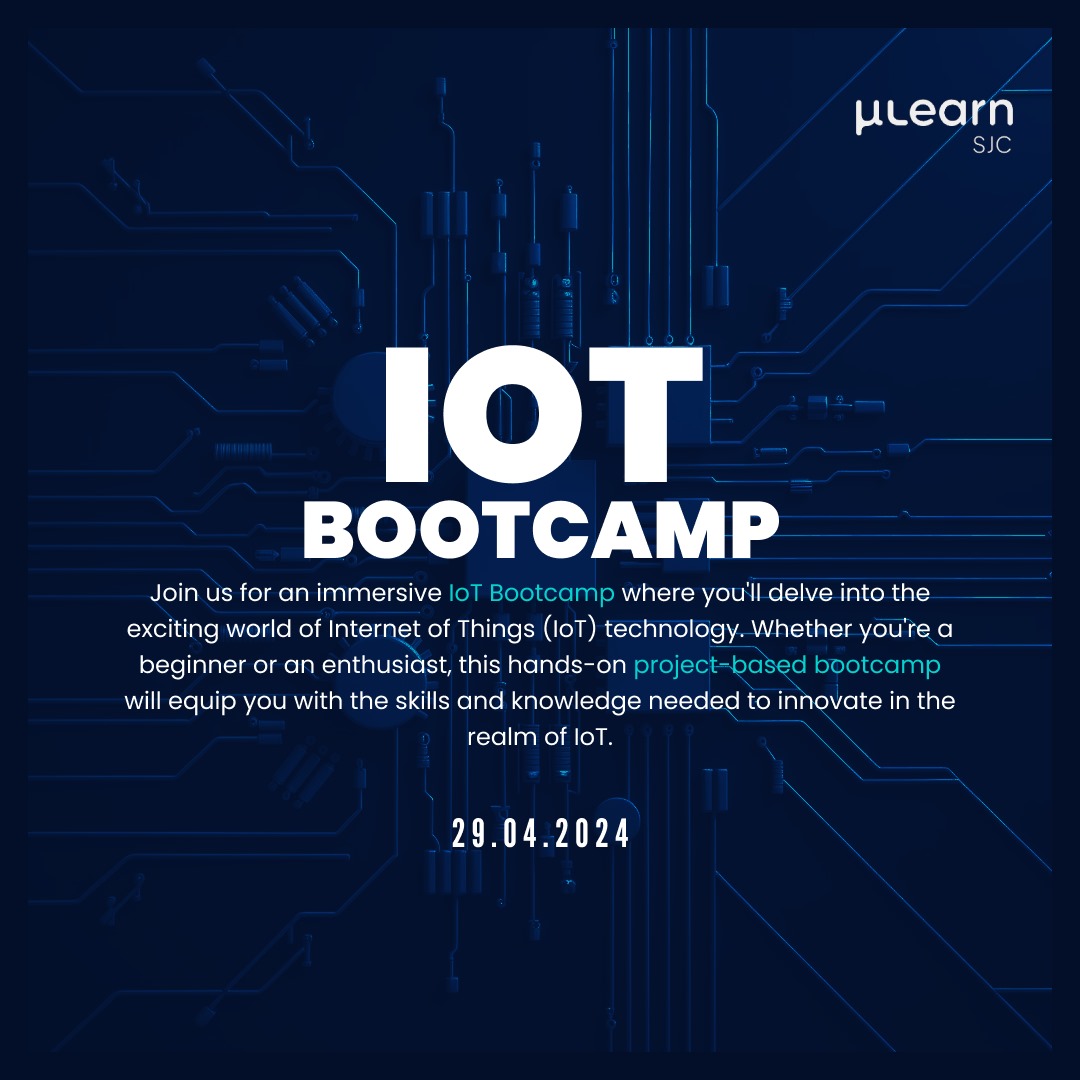 µLearn
SJC
IOT
BOOTCAMP
Join us for an immersive IoT Bootcamp where you'll delve into the
exciting world of Internet of Things (IoT) technology. Whether you're a
beginner or an enthusiast, this hands-on project-based bootcamp
will equip you with the skills and knowledge needed to innovate in the
realm of IoT.
29.04.2024